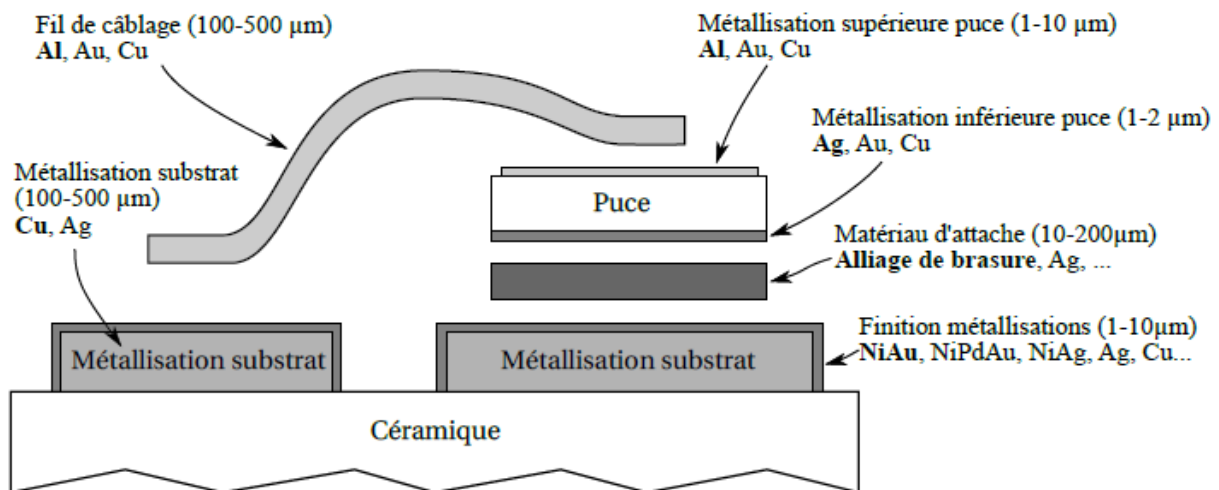 Fil de câblage (100-500 µm)
Al, Au, Cu
Métallisation supérieure puce (1-10 µm)
Al, Au, Cu
Métallisation inférieure puce (1-2 µm)
Ag, Au, Cu
Métallisation substrat
(100-500 µm)
Cu, Ag
Puce
Matériau d'attache (10-200µm)
Alliage de brasure, Ag, ...
Finition métallisations (1-10µm)
NiAu, NiPdAu, NiAg, Ag, Cu...
Métallisation substrat
Métallisation substrat
Céramique